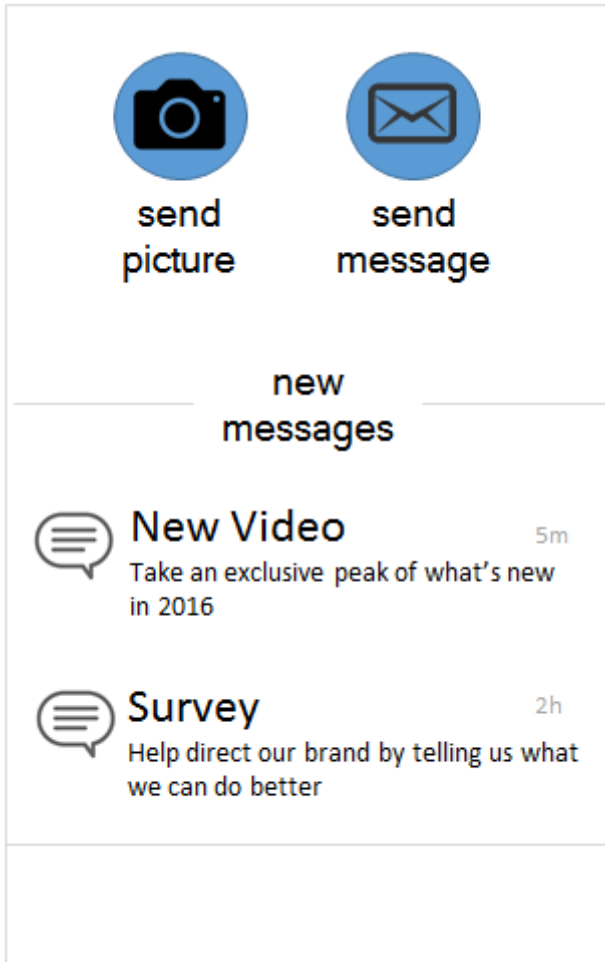 send
picture
send
message
new
messages
New Video
5m
Take an exclusive peak of what's new
in 2016
Survey
2h
Help direct our brand by telling us what
we can do better